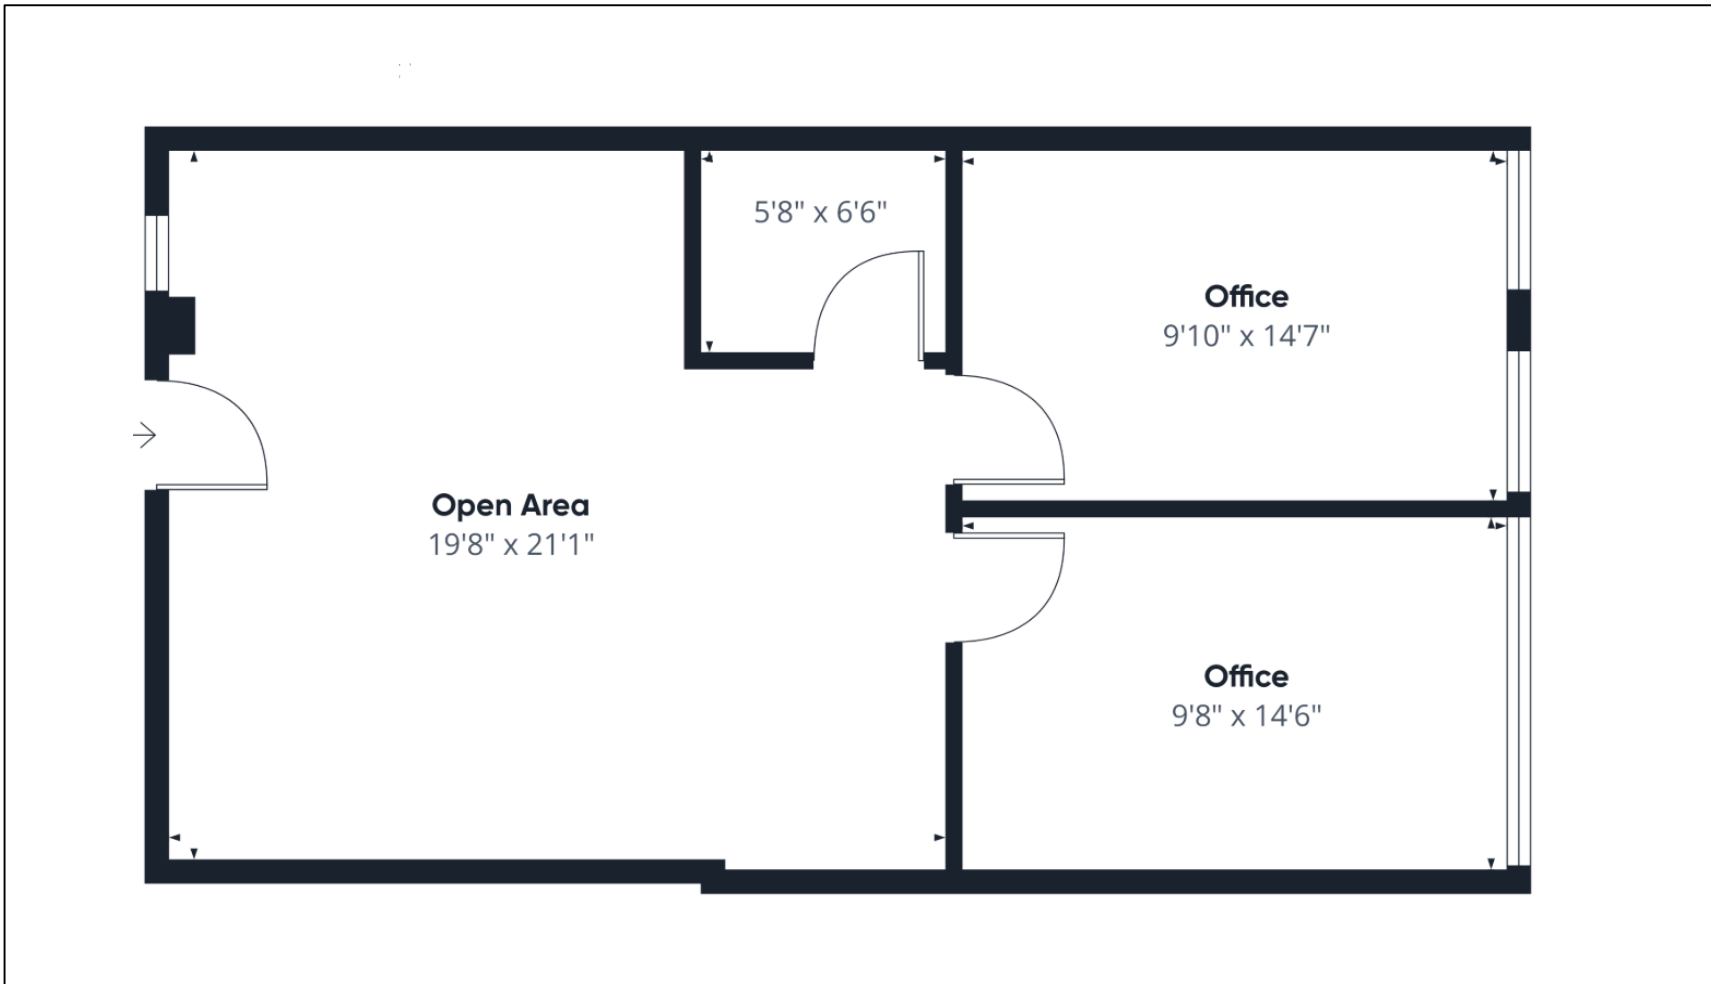 5'8" x 6'6"
Office
9'10" x 14'7"
Open Area
19'8" x 21'1"
Office
9'8" x 14'6"